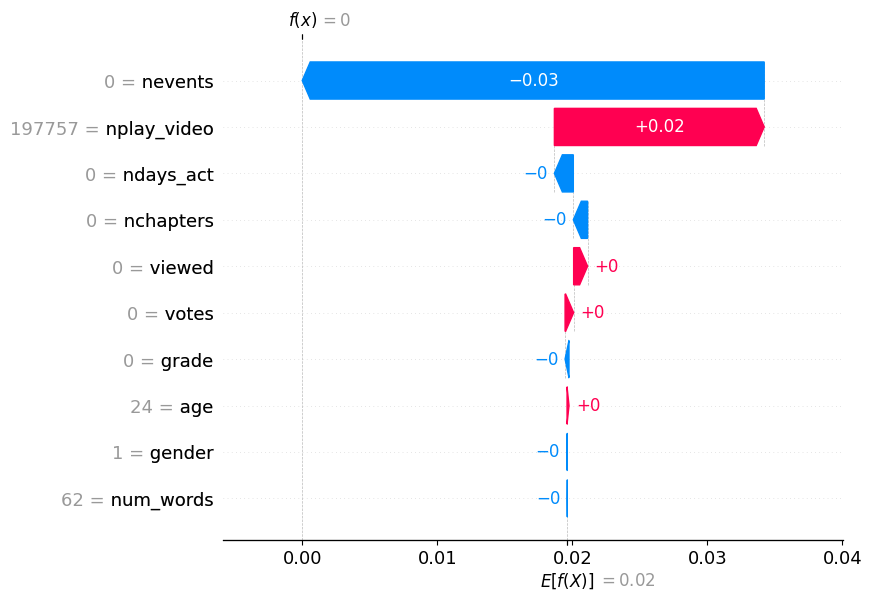 f(x) = 0
0 = nevents −0.03
197757 = nplay_video +0.02
0 = ndays_act −0
0 = nchapters −0
0 = viewed +0
0 = votes +0
0 = grade −0
24 = age +0
1 = gender −0
62 = num_words −0
0.00 0.01 0.02 0.03 0.04
E[f(X)] = 0.02